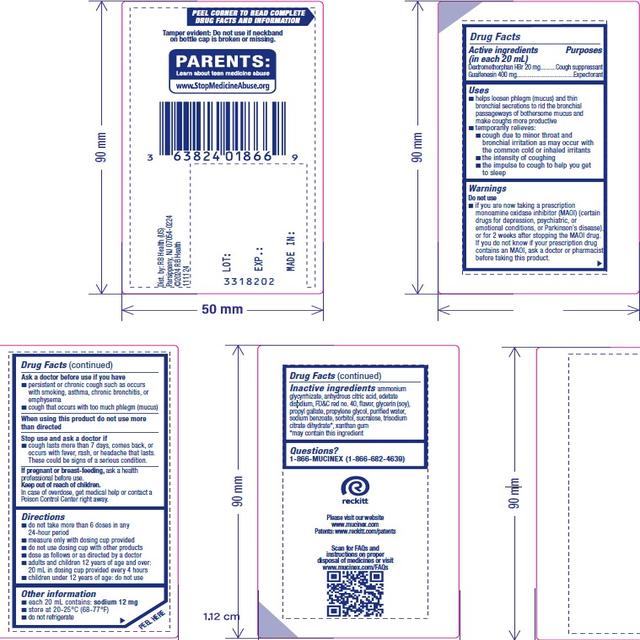 PEEL CORNER TO READ COMPLETE
DRUG FACTS AND INFORMATION
Tamper evident: Do not use if neckband
on bottle cap is broken or missing.
PARENTS:
Learn about teen medicine abuse
www.StopMedicineAbuse.org
3 63824 01866 9
Dist. by: RB Health (US)
Parsippany, NJ 07054-0224
©2024 RB Health
111124
LOT:
EXP.:
MADE IN:
3318202
90 mm
50 mm
Drug Facts
Active ingredients Purposes
(in each 20 mL)
Dextromethorphan HBr 20 mg..........Cough suppressant
Guaifenesin 400 mg..........Expectorant
Uses
■ helps loosen phlegm (mucus) and thin
bronchial secretions to rid the bronchial
passageways of bothersome mucus and
make coughs more productive
■ temporarily relieves:
■ cough due to minor throat and
bronchial irritation as may occur with
the common cold or inhaled irritants
■ the intensity of coughing
■ the impulse to cough to help you get
to sleep
Warnings
Do not use
■ if you are now taking a prescription
monoamine oxidase inhibitor (MAOI) (certain
drugs for depression, psychiatric, or
emotional conditions, or Parkinson's disease),
or for 2 weeks after stopping the MAOI drug.
If you do not know if your prescription drug
contains an MAOI, ask a doctor or pharmacist
before taking this product.
90 mm
Drug Facts (continued)
Ask a doctor before use if you have
■ persistent or chronic cough such as occurs
with smoking, asthma, chronic bronchitis, or
emphysema
■ cough that occurs with too much phlegm (mucus)
When using this product do not use more
than directed
Stop use and ask a doctor if
■ cough lasts more than 7 days, comes back, or
occurs with fever, rash, or headache that lasts.
These could be signs of a serious condition.
If pregnant or breast-feeding, ask a health
professional before use.
Keep out of reach of children.
In case of overdose, get medical help or contact a
Poison Control Center right away.
Directions
■ do not take more than 6 doses in any
24-hour period
■ measure only with dosing cup provided
■ do not use dosing cup with other products
■ dose as follows or as directed by a doctor
■ adults and children 12 years of age and over:
20 mL in dosing cup provided every 4 hours
■ children under 12 years of age: do not use
Other information
■ each 20 mL contains: sodium 12 mg
■ store at 20-25°C (68-77°F)
■ do not refrigerate
PEEL HERE
90 mm
Drug Facts (continued)
Inactive ingredients ammonium
glycyrrhizate, anhydrous citric acid, edetate
disodium, FD&C red no. 40, flavor, glycerin (soy),
propyl gallate, propylene glycol, purified water,
sodium benzoate, sorbitol, sucralose, trisodium
citrate dihydrate*, xanthan gum
*may contain this ingredient
Questions?
1-866-MUCINEX (1-866-682-4639)
reckitt
Please visit our website
www.mucinex.com
Patents: www.reckitt.com/patents
Scan for FAQs and
instructions on proper
disposal of medicines or visit
www.mucinex.com/FAQs
1,12 cm
90 mm